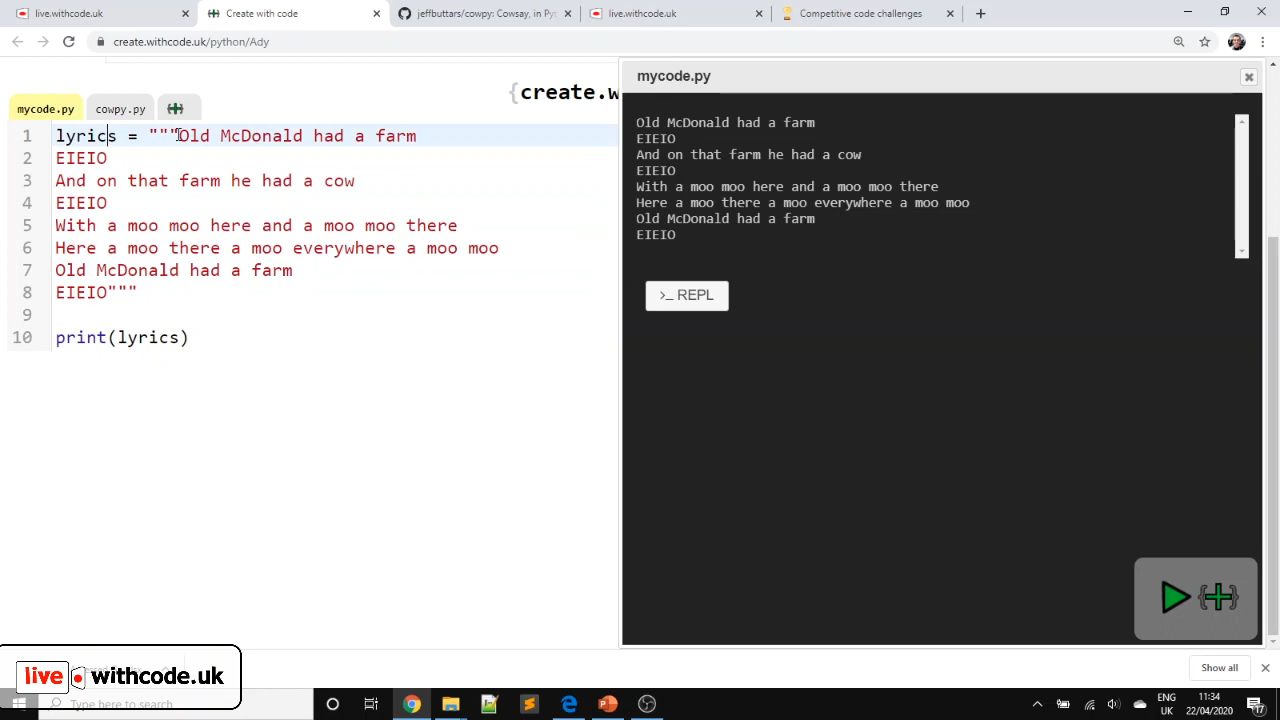 live.withcode.uk
Create with code
jeffbuttars/cowpy: Cowsay, in Pyt
live.withcode.uk
Competitive code challenges
create.withcode.uk/python/Ady
{create.w
mycode.py
cowpy.py
1 lyrics = """Old McDonald had a farm
2 EIEIO
3 And on that farm he had a cow
4 EIEIO
5 With a moo moo here and a moo moo there
6 Here a moo there a moo everywhere a moo moo
7 Old McDonald had a farm
8 EIEIO"""
9
10 print(lyrics)
mycode.py
Old McDonald had a farm
EIEIO
And on that farm he had a cow
EIEIO
With a moo moo here and a moo moo there
Here a moo there a moo everywhere a moo moo
Old McDonald had a farm
EIEIO
>_ REPL
live withcode.uk
Show all
Type here to search
ENG
UK
11:34
22/04/2020
17